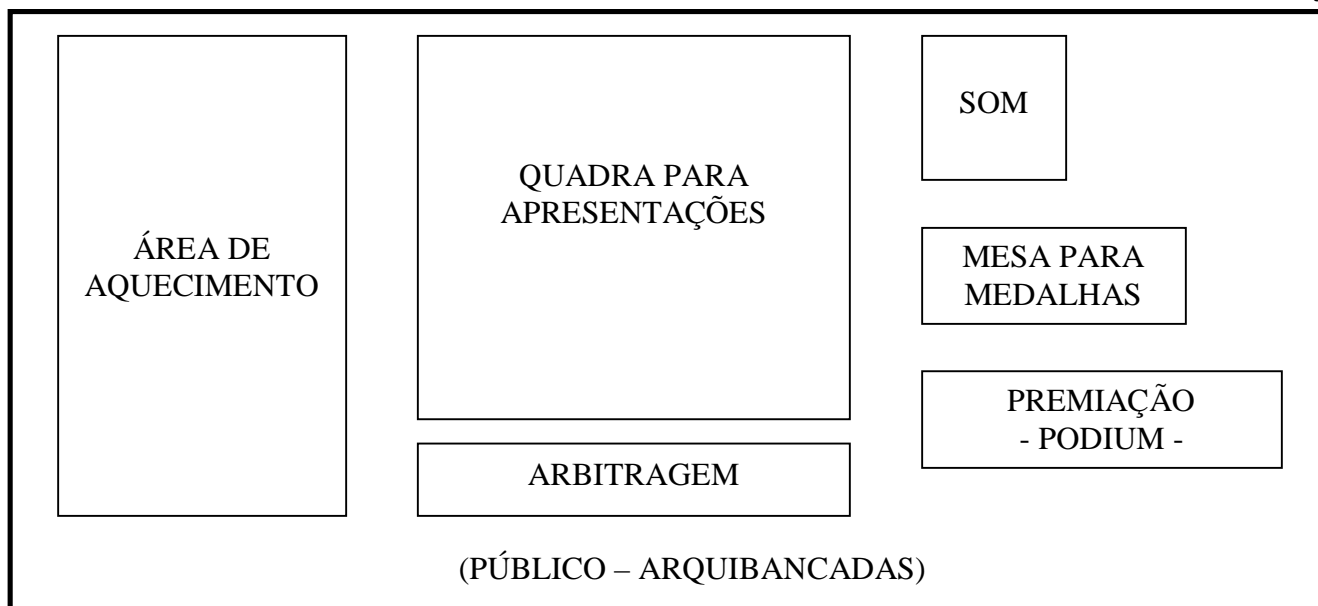 ÁREA DE
AQUECIMENTO
QUADRA PARA
APRESENTAÇÕES
ARBITRAGEM
SOM
MESA PARA
MEDALHAS
PREMIAÇÃO
- PODIUM -
(PÚBLICO – ARQUIBANCADAS)